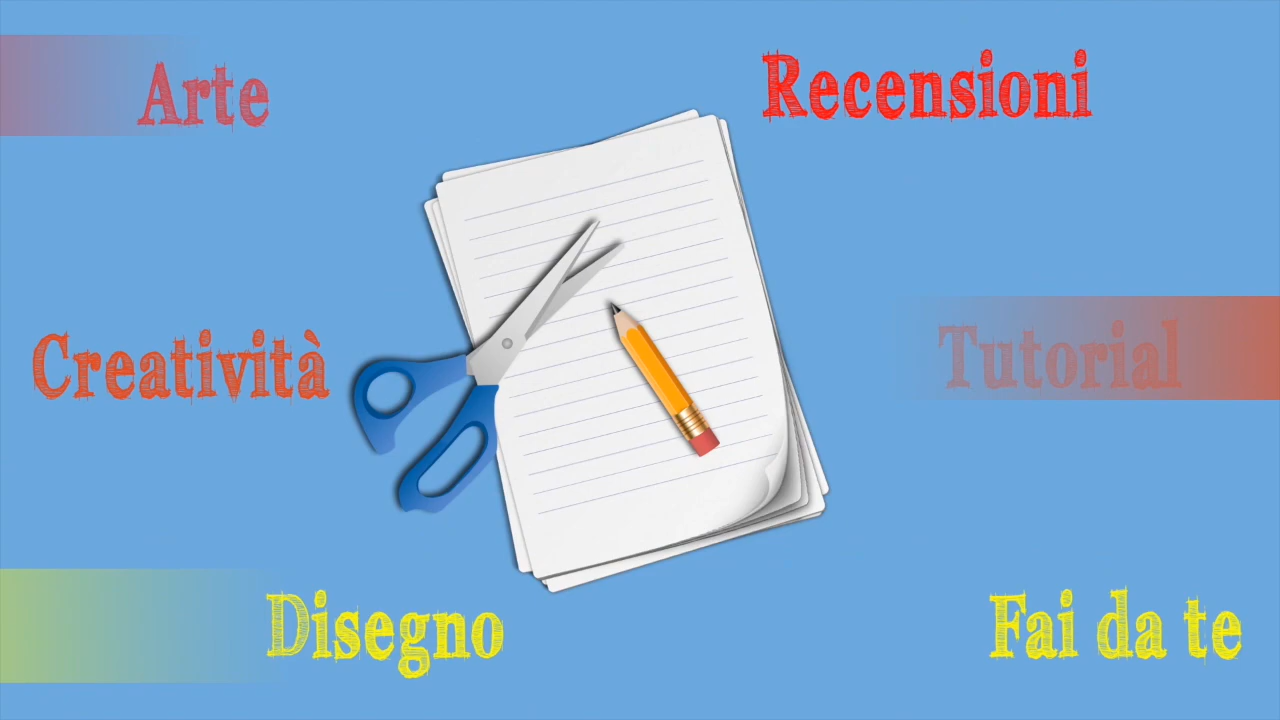 Arte
Recensioni
Creatività
Tutorial
Disegno
Fai da te